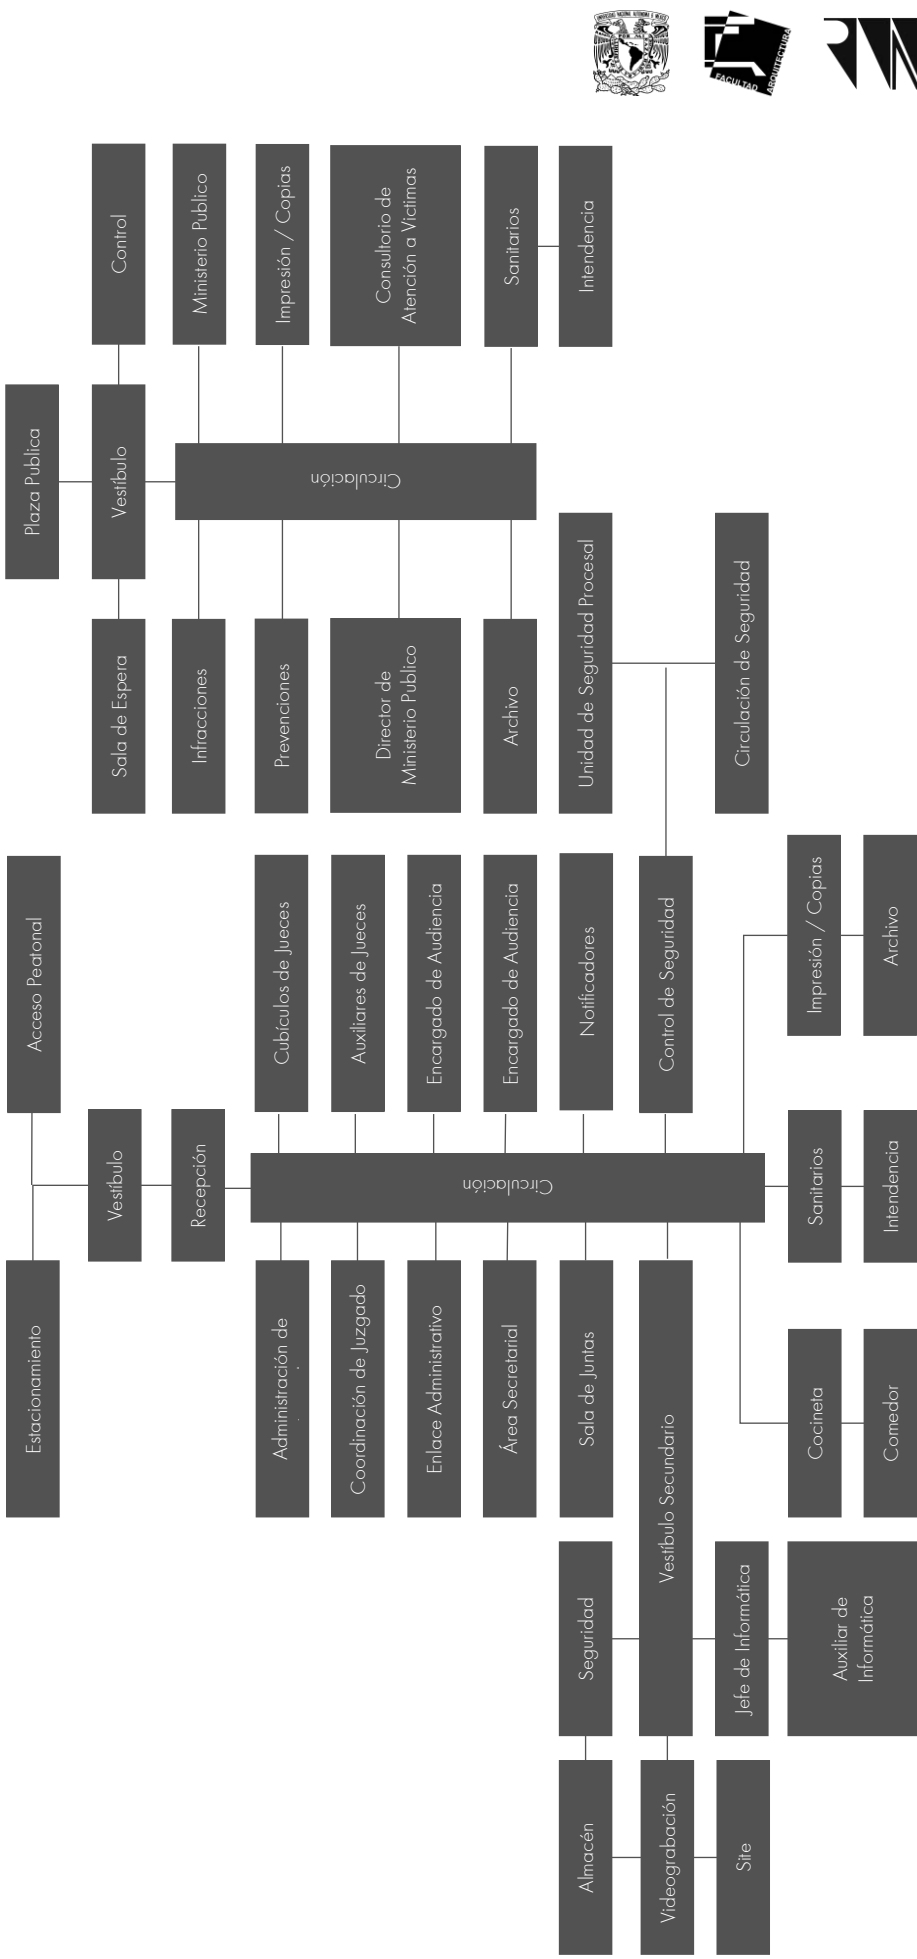 UNIVERSIDAD NACIONAL AUTONOMA D MEXICO
FACULTAD
ARQUITECTURA
Control
Ministerio Publico
Impresión / Copias
Consultorio de
Atención a Victimas
Sanitarios
Intendencia
Plaza Publica
Vestíbulo
Circulación
Sala de Espera
Infracciones
Prevenciones
Director de
Ministerio Publico
Archivo
Unidad de Seguridad Procesal
Circulación de Seguridad
Acceso Peatonal
Cubículos de Jueces
Auxiliares de Jueces
Encargado de Audiencia
Encargado de Audiencia
Notificadores
Control de Seguridad
Impresión / Copias
Archivo
Vestíbulo
Recepción
Circulación
Sanitarios
Intendencia
Estacionamiento
Administración de
Coordinación de Juzgado
Enlace Administrativo
Área Secretarial
Sala de Juntas
Vestíbulo Secundario
Cocineta
Comedor
Seguridad
Jefe de Informática
Auxiliar de
Informática
Almacén
Videograbación
Site